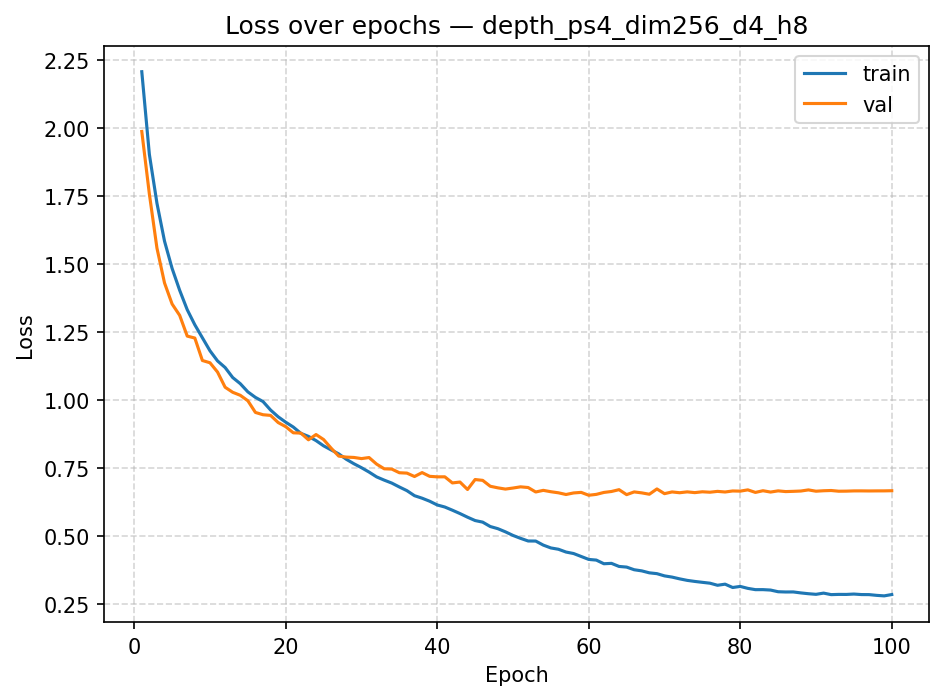 Loss over epochs — depth_ps4_dim256_d4_h8
train
val
2.25
2.00
1.75
1.50
1.25
1.00
0.75
0.50
0.25
Loss
0 20 40 60 80 100
Epoch